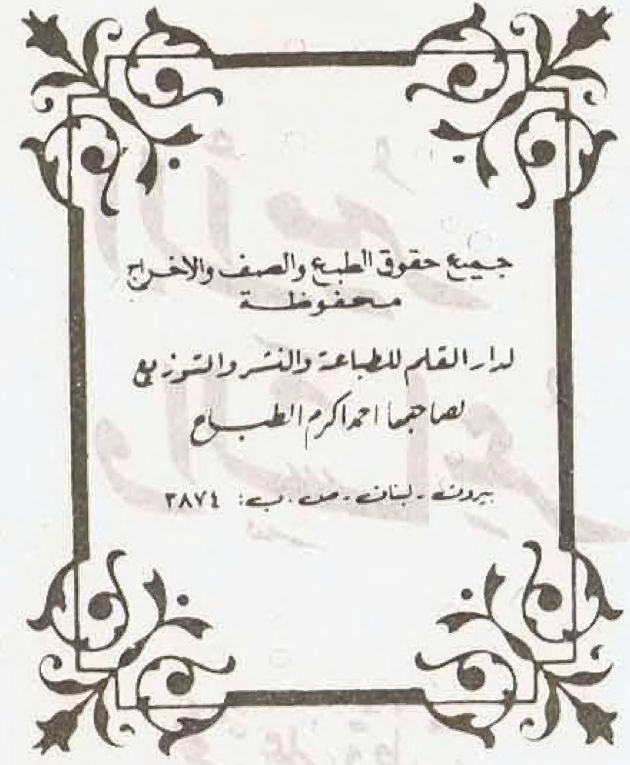 جميع حقوق الطبع والصف والاخراج
محفوظة
لدار القلم للطباعة والنشر والتوزيع
لصاحبها احمد اكرم الطباع
بيروت - لبنان - ص . ب : ٣٨٧٤